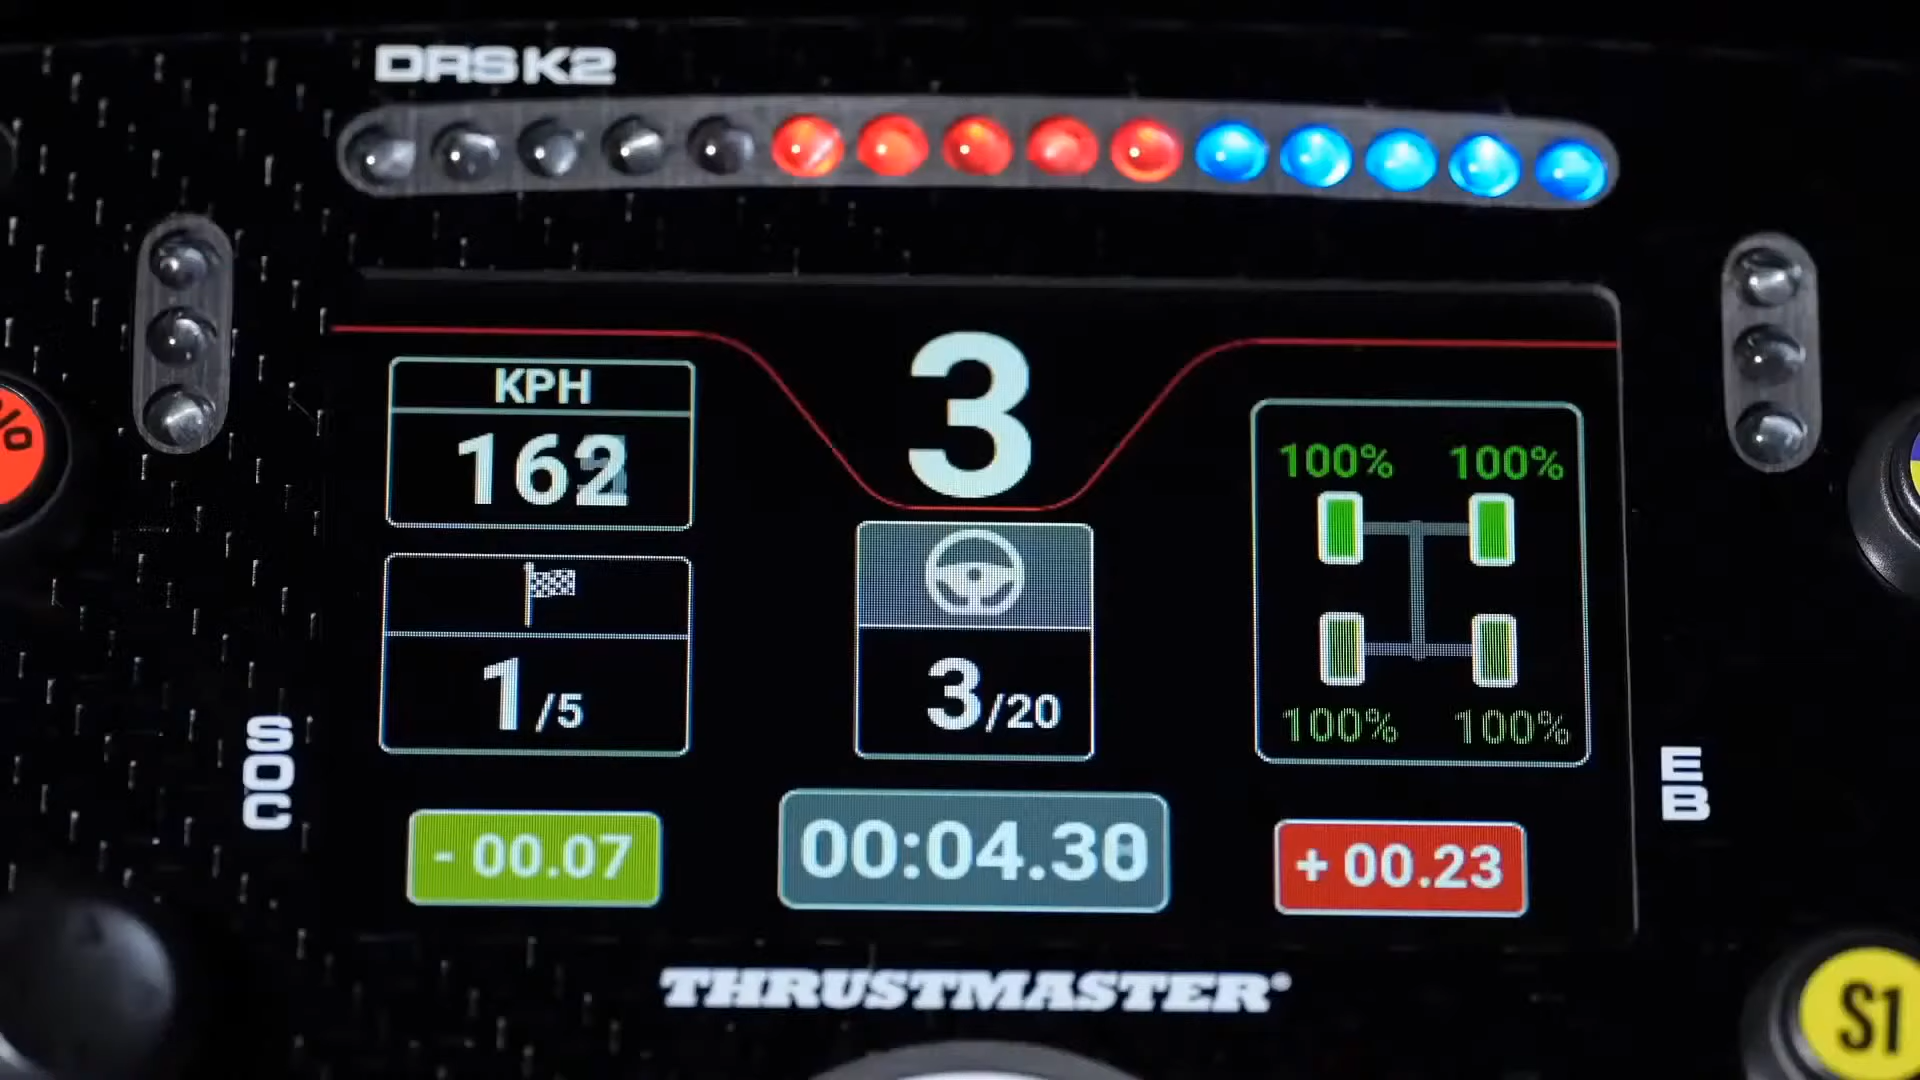 DRS K2
3
KPH
162
100% 100%
1/5
3/20
100% 100%
SOC
EB
- 00.07
00:04.30
+ 00.23
THRUSTMASTER
S1